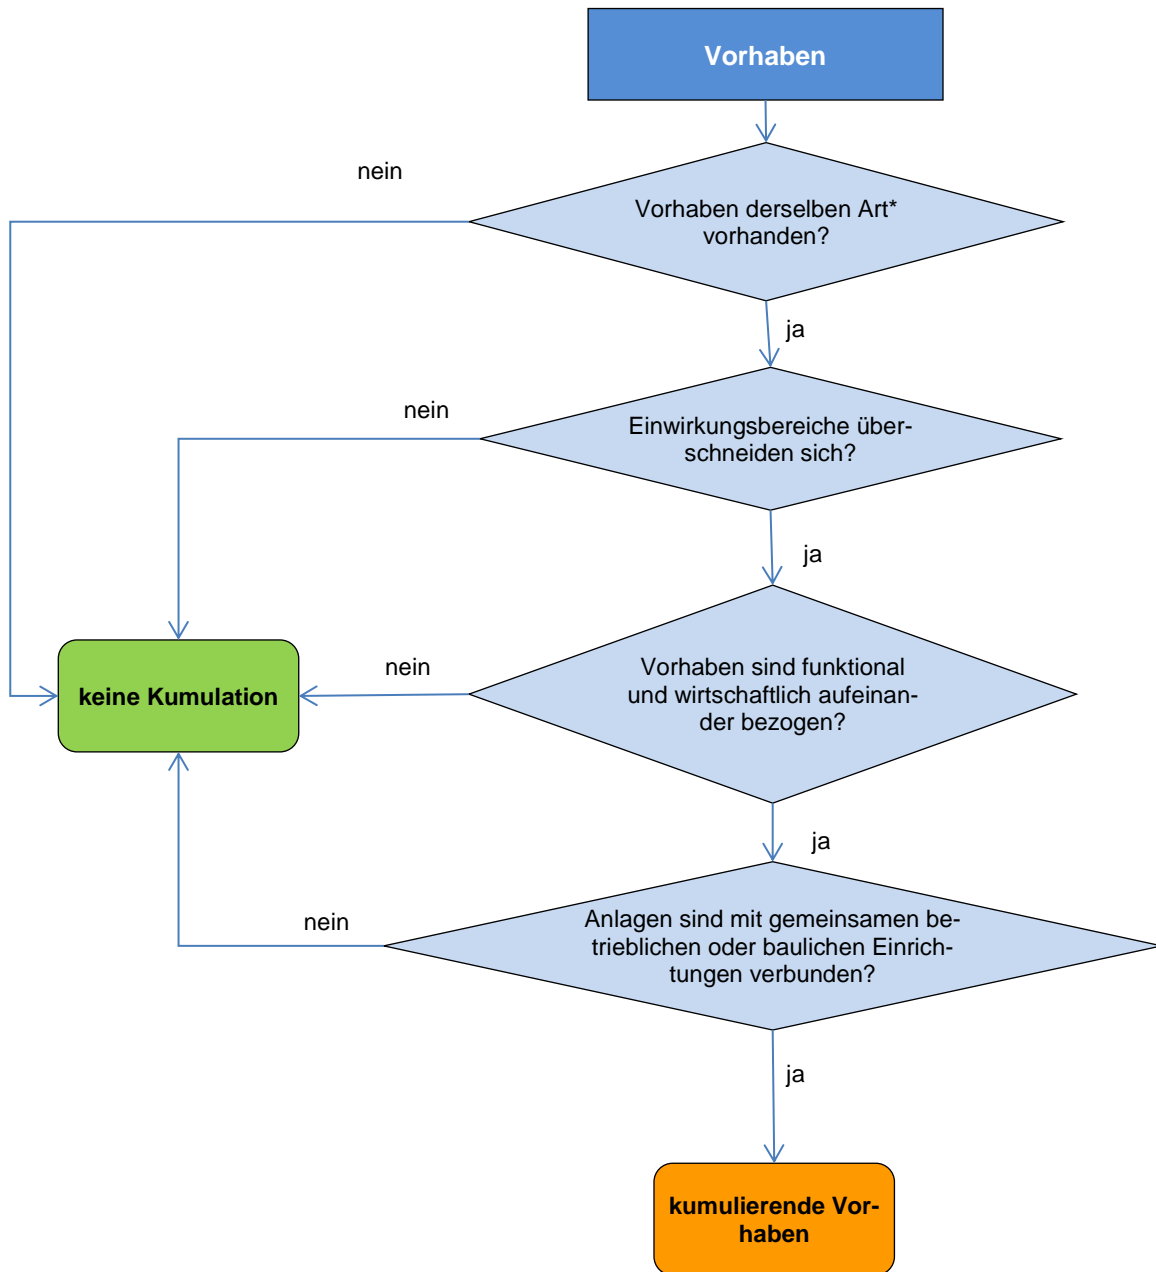 Vorhaben
nein
Vorhaben derselben Art*
vorhanden?
ja
nein
Einwirkungsbereiche über-
schneiden sich?
ja
keine Kumulation
nein
Vorhaben sind funktional
und wirtschaftlich aufeinan-
der bezogen?
ja
nein
Anlagen sind mit gemeinsamen be-
trieblichen oder baulichen Einrich-
tungen verbunden?
ja
kumulierende Vor-
haben